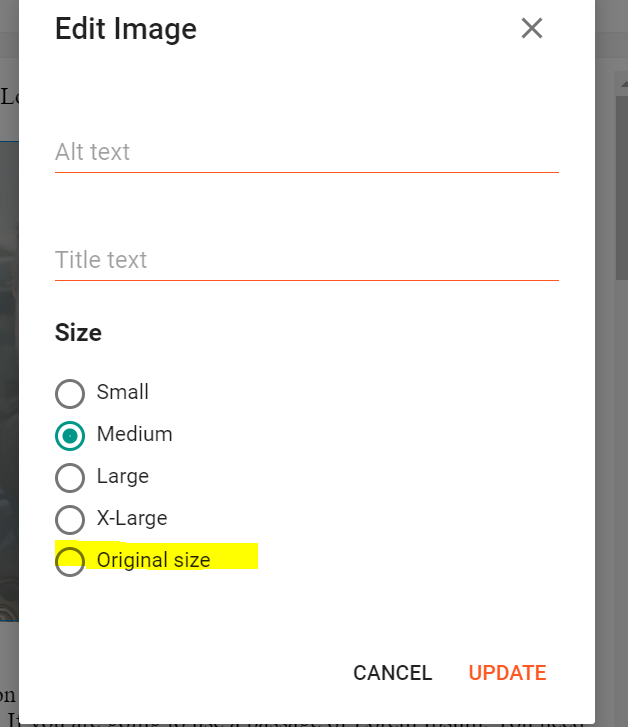 Edit Image
Alt text
Title text
Size
Small
Medium
Large
X-Large
Original size
CANCEL
UPDATE